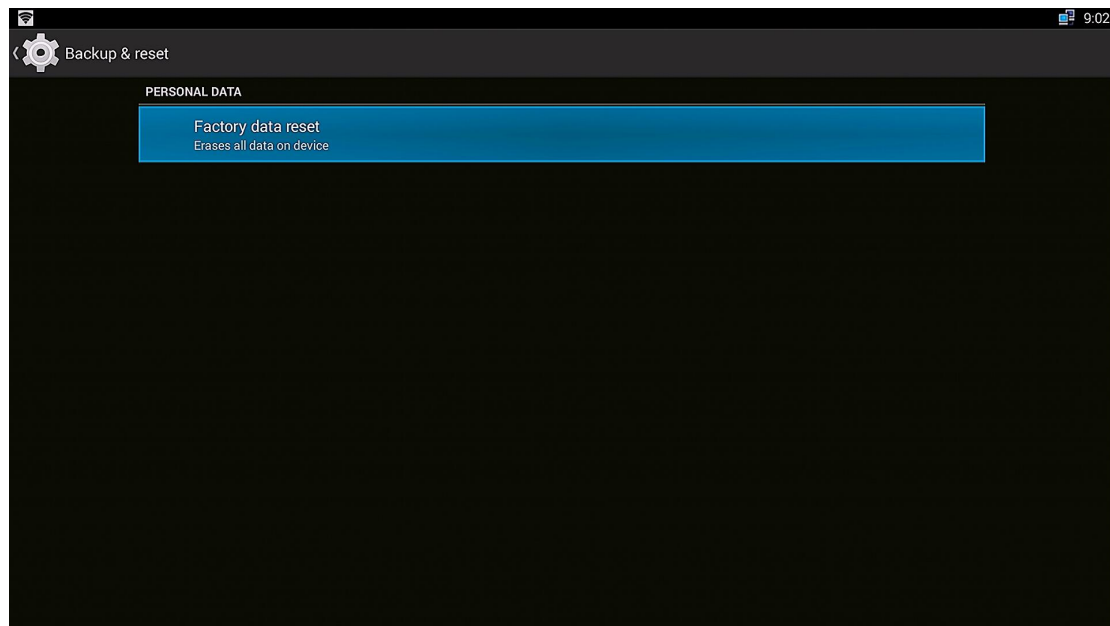 9:02
Backup & reset
PERSONAL DATA
Factory data reset
Erases all data on device